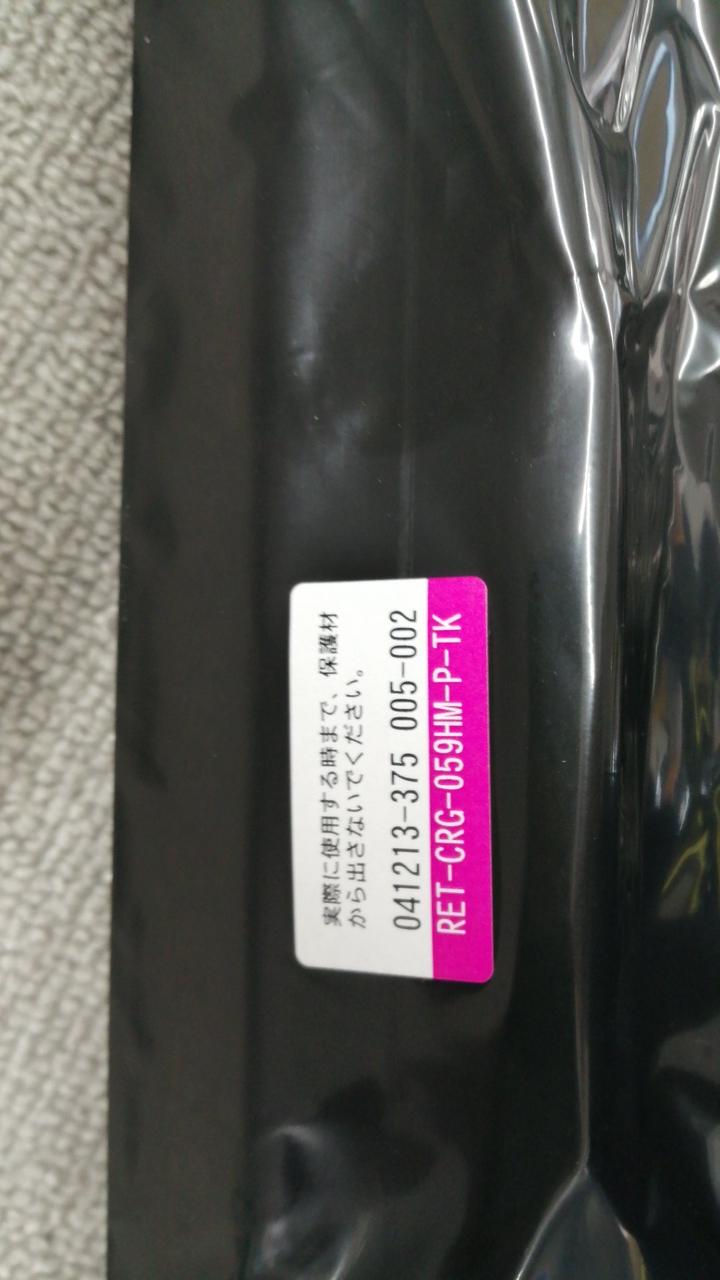 実際に使用する時まで、保護材
から出さないでください。
041213-375 005-002
RET-CRG-059HM-P-TK